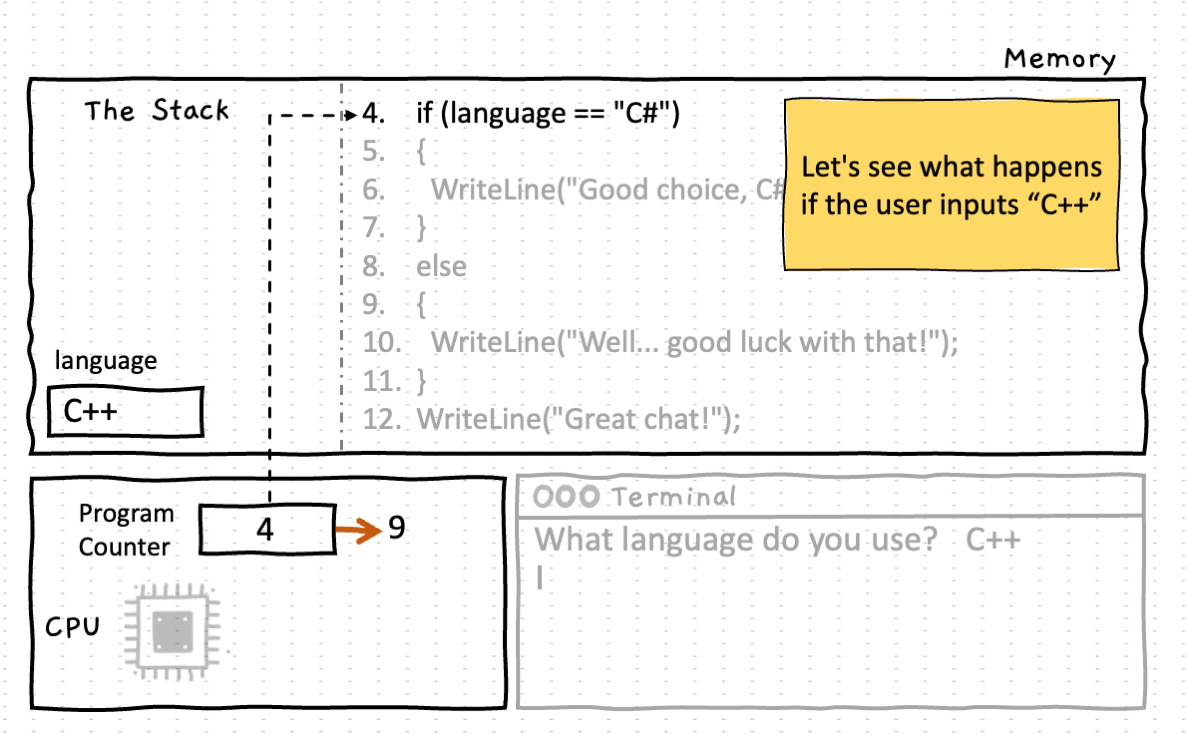 Memory
The Stack
4. if (language == "C#")
5. {
6. WriteLine("Good choice, C#
7. }
8. else
9. {
10. WriteLine("Well... good luck with that!");
11. }
12. WriteLine("Great chat!");
Let's see what happens
if the user inputs “C++”
language
C++
Program
Counter
4
9
CPU
Terminal
What language do you use? C++
|